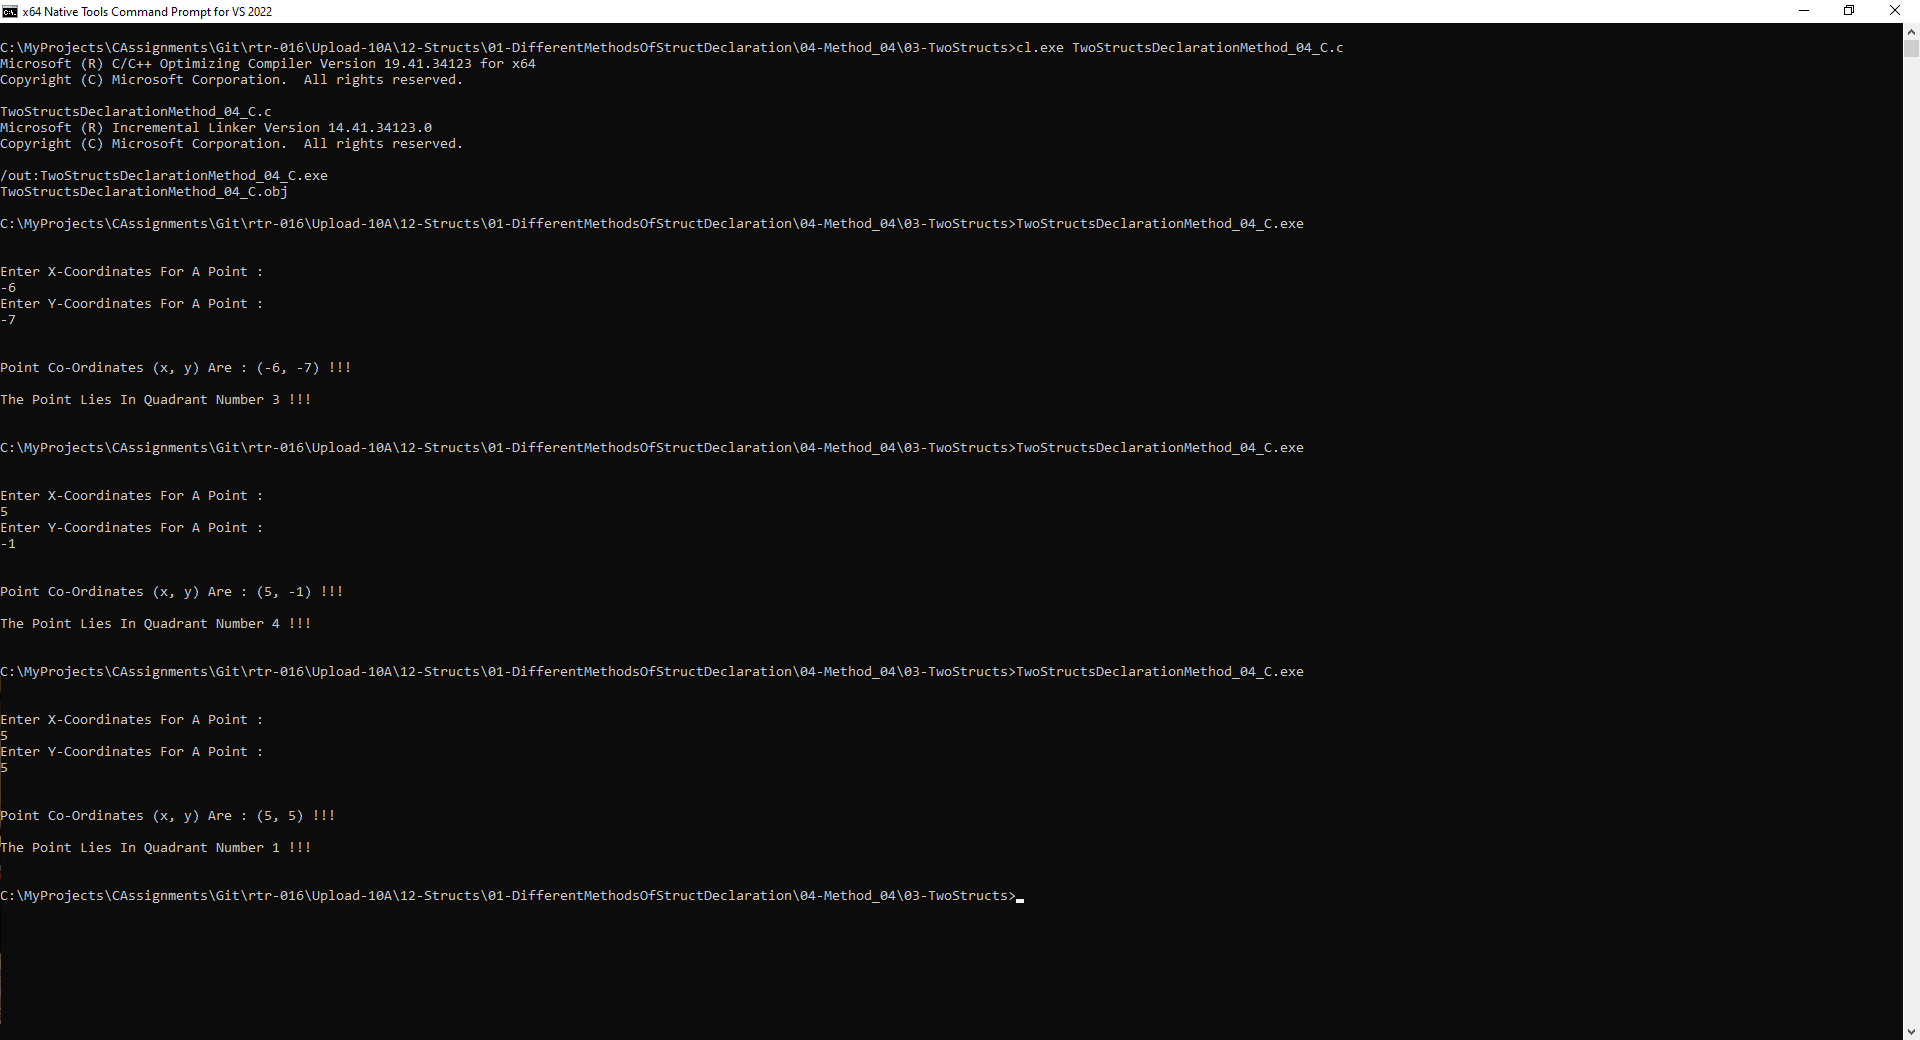 x64 Native Tools Command Prompt for VS 2022
C:\MyProjects\CAssignments\Git\rtr-016\Upload-10A\12-Structs\01-DifferentMethodsOfStructDeclaration\04-Method_04\03-TwoStructs>cl.exe TwoStructsDeclarationMethod_04_C.c
Microsoft (R) C/C++ Optimizing Compiler Version 19.41.34123 for x64
Copyright (C) Microsoft Corporation.  All rights reserved.
TwoStructsDeclarationMethod_04_C.c
Microsoft (R) Incremental Linker Version 14.41.34123.0
Copyright (C) Microsoft Corporation.  All rights reserved.
/out:TwoStructsDeclarationMethod_04_C.exe
TwoStructsDeclarationMethod_04_C.obj
C:\MyProjects\CAssignments\Git\rtr-016\Upload-10A\12-Structs\01-DifferentMethodsOfStructDeclaration\04-Method_04\03-TwoStructs>TwoStructsDeclarationMethod_04_C.exe
Enter X-Coordinates For A Point :
-6
Enter Y-Coordinates For A Point :
-7
Point Co-Ordinates (x, y) Are : (-6, -7) !!!
The Point Lies In Quadrant Number 3 !!!
C:\MyProjects\CAssignments\Git\rtr-016\Upload-10A\12-Structs\01-DifferentMethodsOfStructDeclaration\04-Method_04\03-TwoStructs>TwoStructsDeclarationMethod_04_C.exe
Enter X-Coordinates For A Point :
5
Enter Y-Coordinates For A Point :
-1
Point Co-Ordinates (x, y) Are : (5, -1) !!!
The Point Lies In Quadrant Number 4 !!!
C:\MyProjects\CAssignments\Git\rtr-016\Upload-10A\12-Structs\01-DifferentMethodsOfStructDeclaration\04-Method_04\03-TwoStructs>TwoStructsDeclarationMethod_04_C.exe
Enter X-Coordinates For A Point :
5
Enter Y-Coordinates For A Point :
5
Point Co-Ordinates (x, y) Are : (5, 5) !!!
The Point Lies In Quadrant Number 1 !!!
C:\MyProjects\CAssignments\Git\rtr-016\Upload-10A\12-Structs\01-DifferentMethodsOfStructDeclaration\04-Method_04\03-TwoStructs>